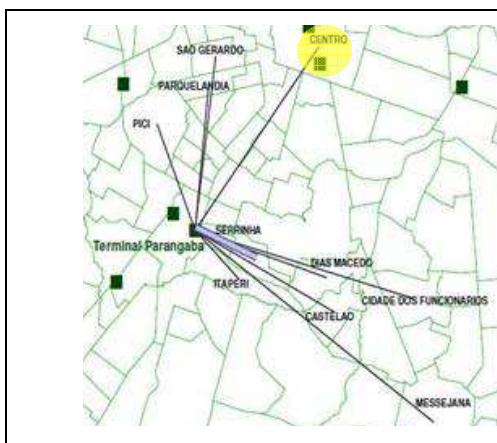 CENTRO
SAO GERARDO
PARQUELANDIA
PICI
SERRINHA
Terminal Parangaba
DIAS MACEDO
ITAPERI
CIDADE DOS FUNCIONARIOS
CASTELAO
MESSEJANA